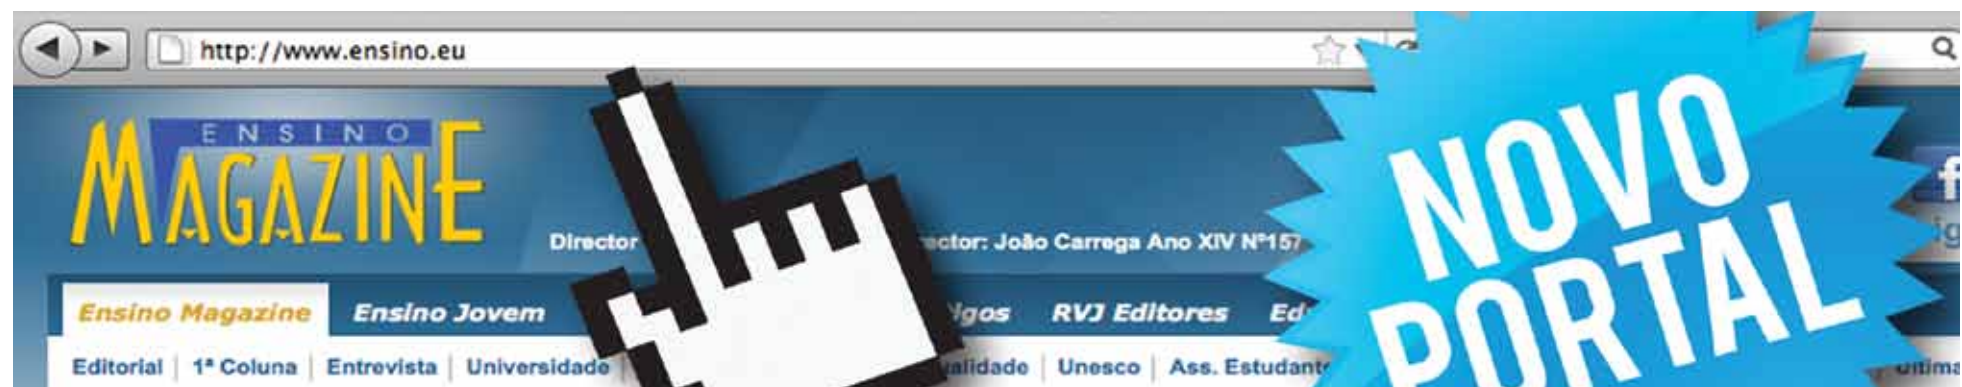 http://www.ensino.eu
ENSINO
MAGAZINE
NOVO
PORTAL
Director
João Carrega Ano XIV Nº157
Ensino Magazine Ensino Jovem RVJ Editores
Editorial | 1ª Coluna | Entrevista | Universidade | Unesco | Ass.